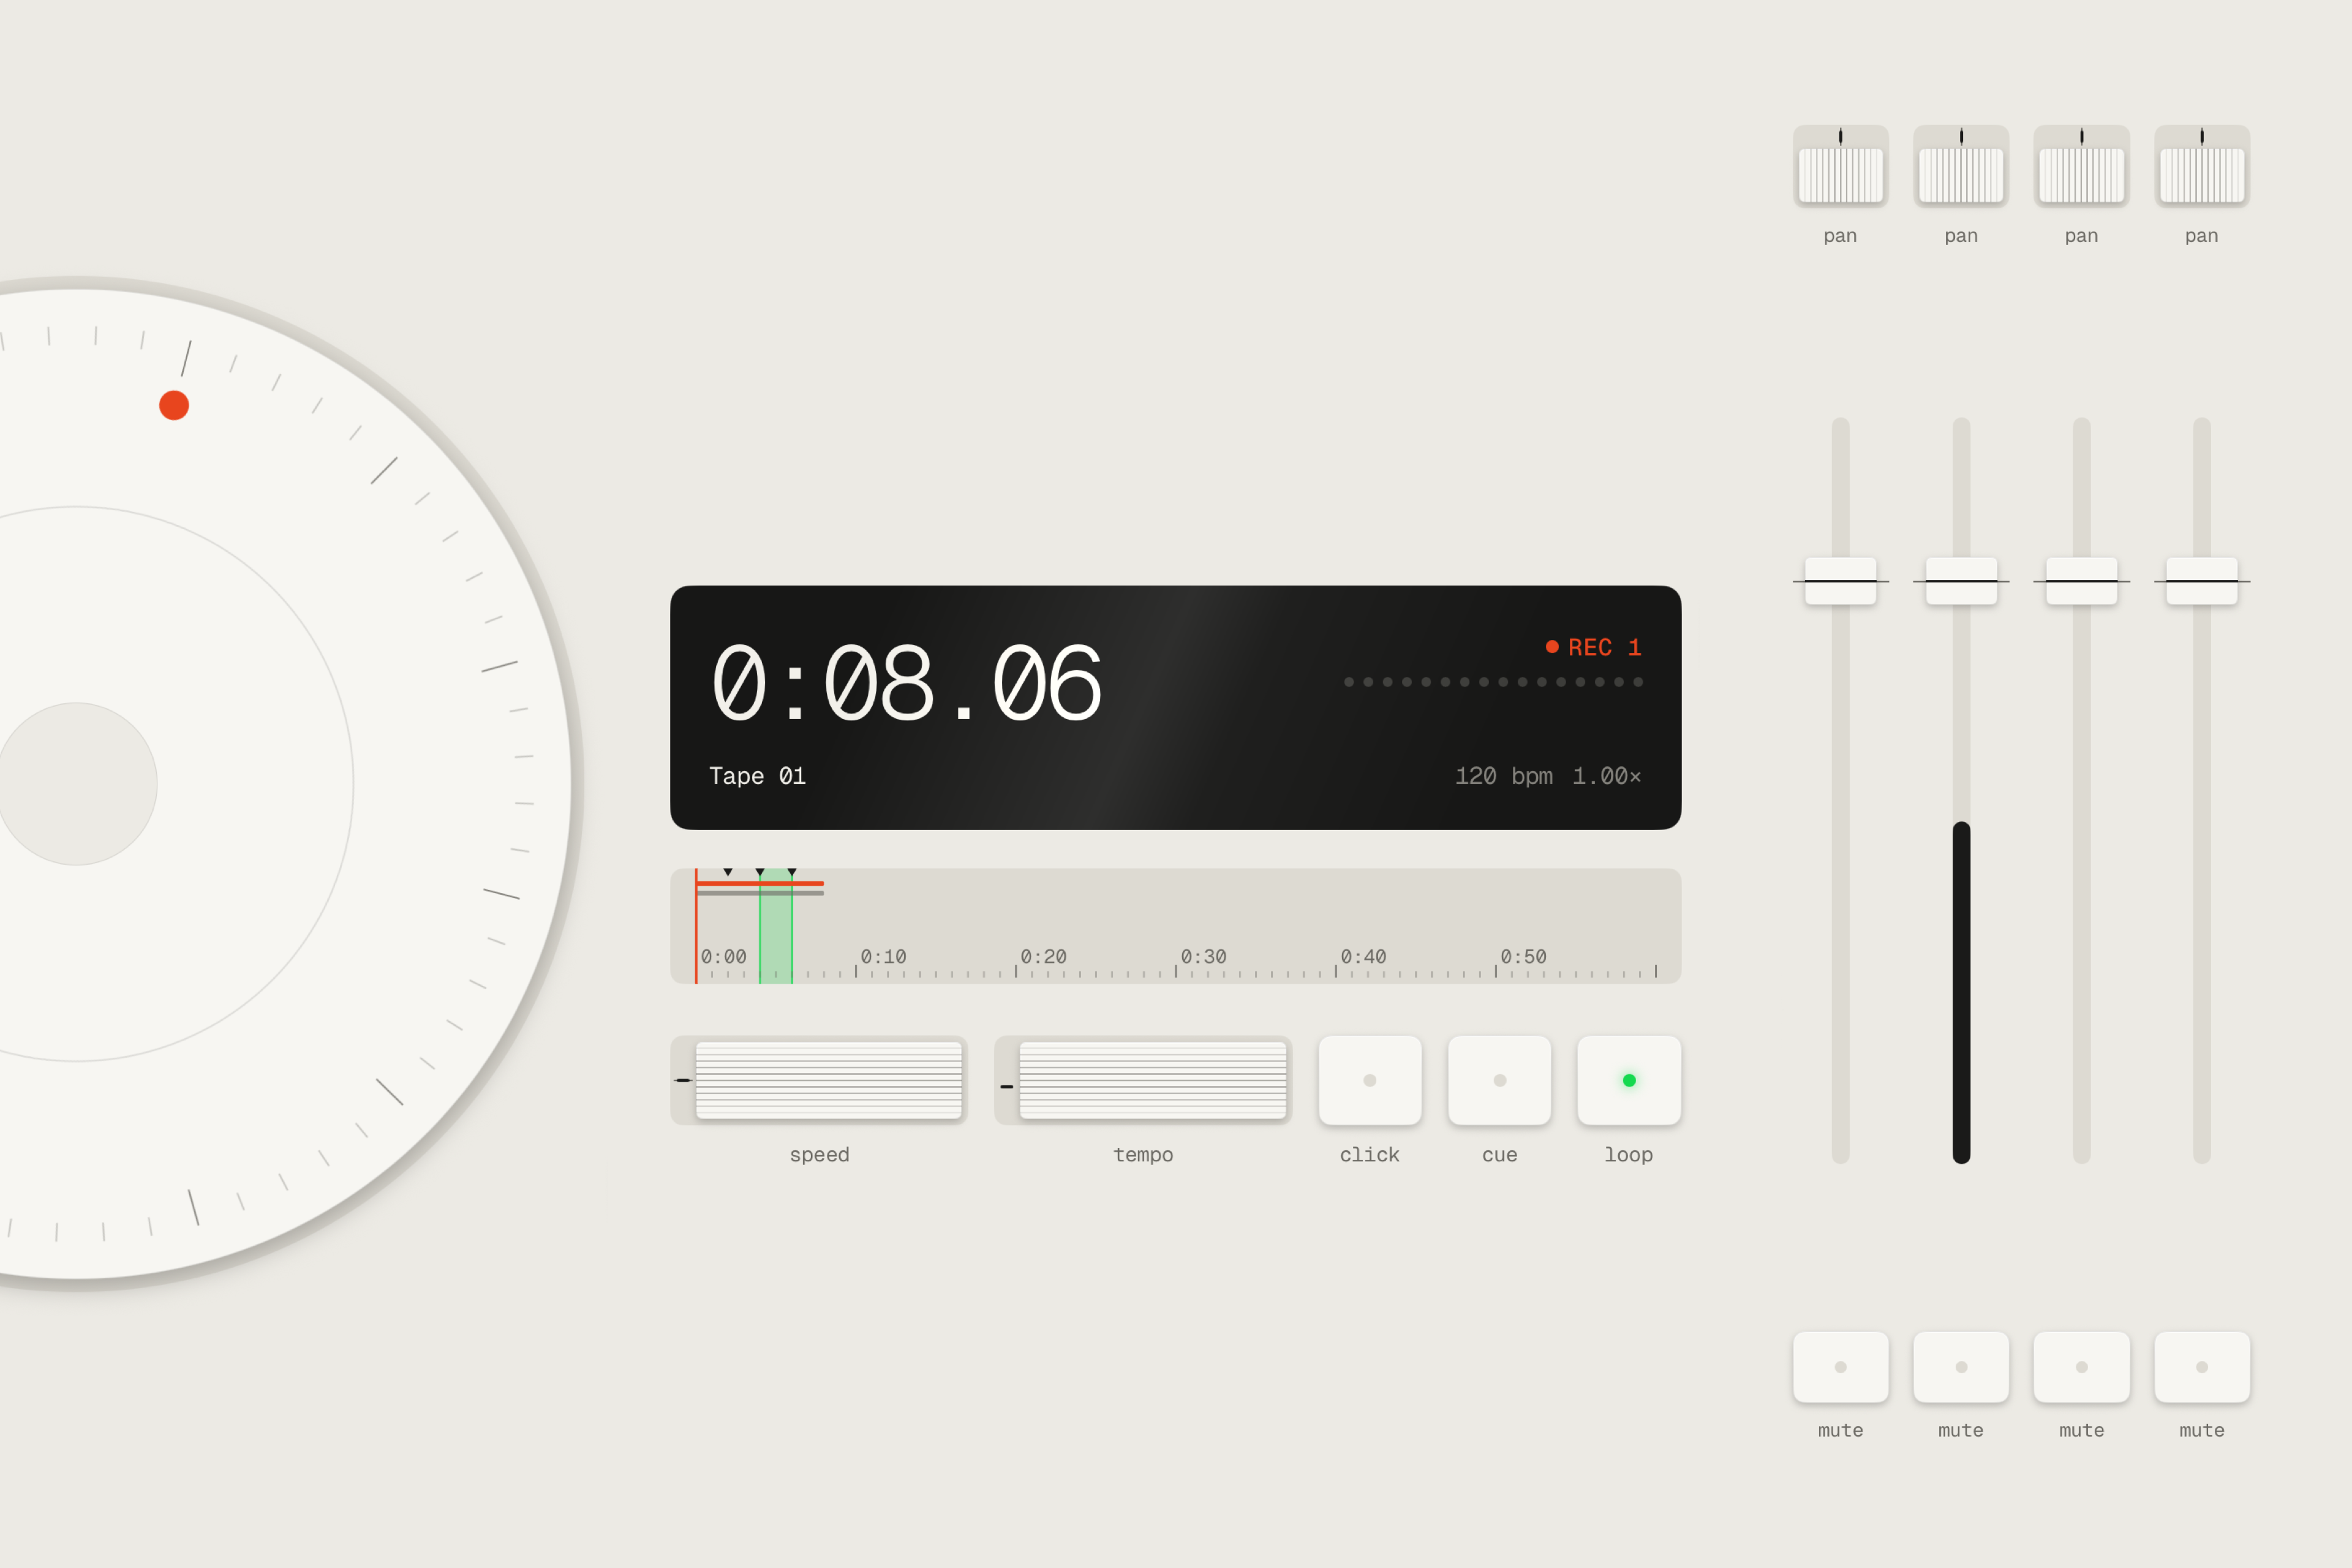 pan pan pan pan
0:08.06
REC 1
Tape 01
120 bpm 1.00×
0:00 0:10 0:20 0:30 0:40 0:50
speed tempo click cue loop
mute mute mute mute